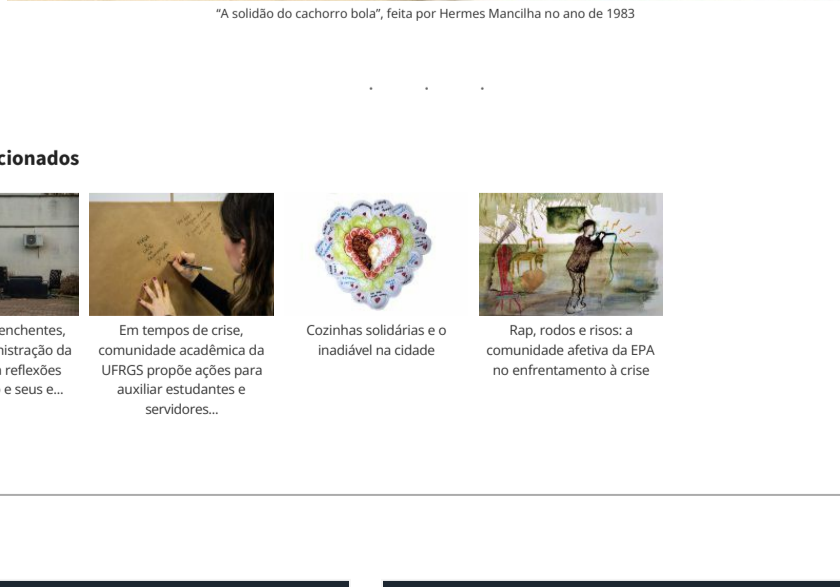 “A solidão do cachorro bola”, feita por Hermes Mancilha no ano de 1983
. . .
cionados
enchentes,
nistração da
reflexões
e seus e...
Em tempos de crise,
comunidade acadêmica da
UFRGS propõe ações para
auxiliar estudantes e
servidores...
Cozinhas solidárias e o
inadiável na cidade
Rap, rodos e risos: a
comunidade afetiva da EPA
no enfrentamento à crise